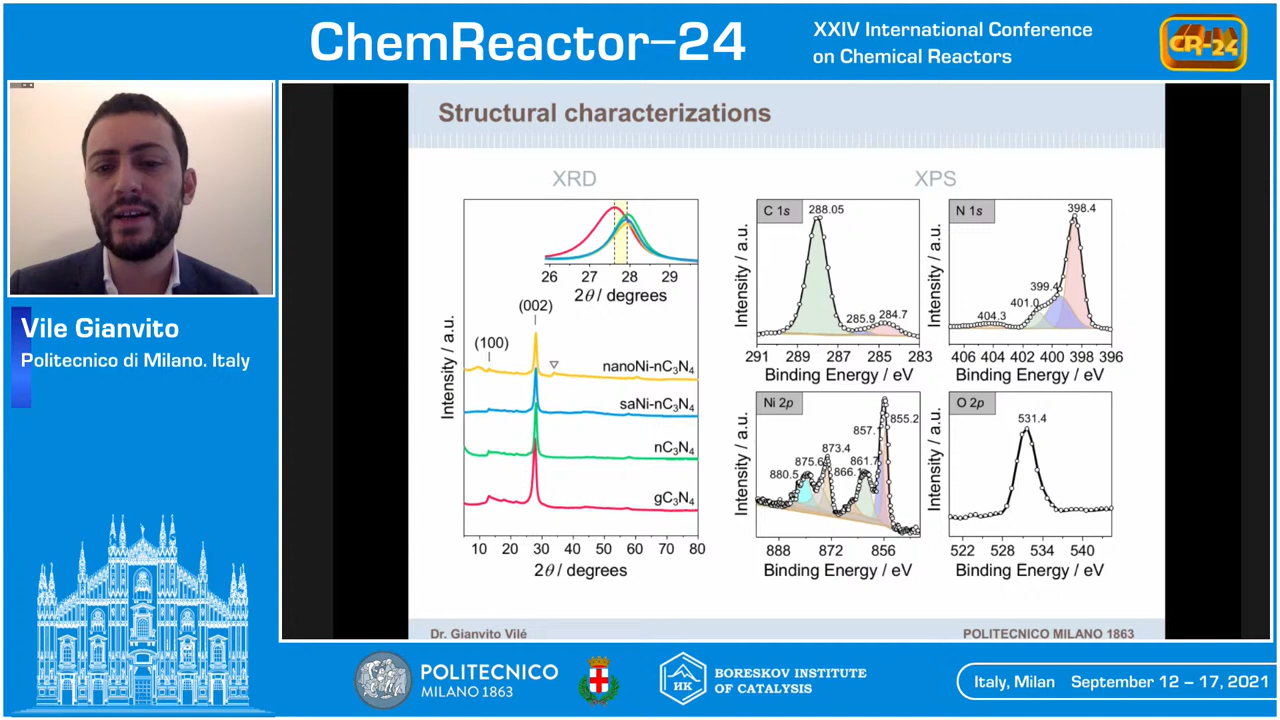 ChemReactor–24
XXIV International Conference
on Chemical Reactors
CR-24
Vile Gianvito
Politecnico di Milano. Italy
Structural characterizations
XRD
26 27 28 29
2θ / degrees
(002)
(100)
nanoNi-nC₃N₄
saNi-nC₃N₄
nC₃N₄
gC₃N₄
Intensity / a.u.
10 20 30 40 50 60 70 80
2θ / degrees
XPS
C 1s
288.05
285.9
284.7
Intensity / a.u.
291 289 287 285 283
Binding Energy / eV
N 1s
398.4
399.4
401.0
404.3
Intensity / a.u.
406 404 402 400 398 396
Binding Energy / eV
Ni 2p
855.2
857.
873.4
875.6
861.7
866.
880.5
Intensity / a.u.
888 872 856
Binding Energy / eV
O 2p
531.4
Intensity / a.u.
522 528 534 540
Binding Energy / eV
Dr. Gianvito Vilé
POLITECNICO MILANO 1863
POLITECNICO
MILANO 1863
НК
BORESKOV INSTITUTE
OF CATALYSIS
Italy, Milan September 12 – 17, 2021